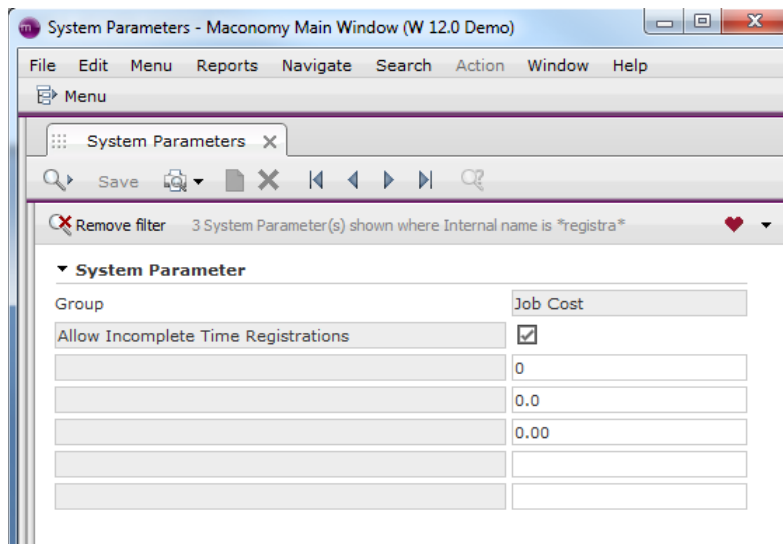 m System Parameters - Maconomy Main Window (W 12.0 Demo)
File Edit Menu Reports Navigate Search Action Window Help
Menu
System Parameters
Save
Remove filter 3 System Parameter(s) shown where Internal name is *registra*
System Parameter
Group Job Cost
Allow Incomplete Time Registrations
0
0.0
0.00